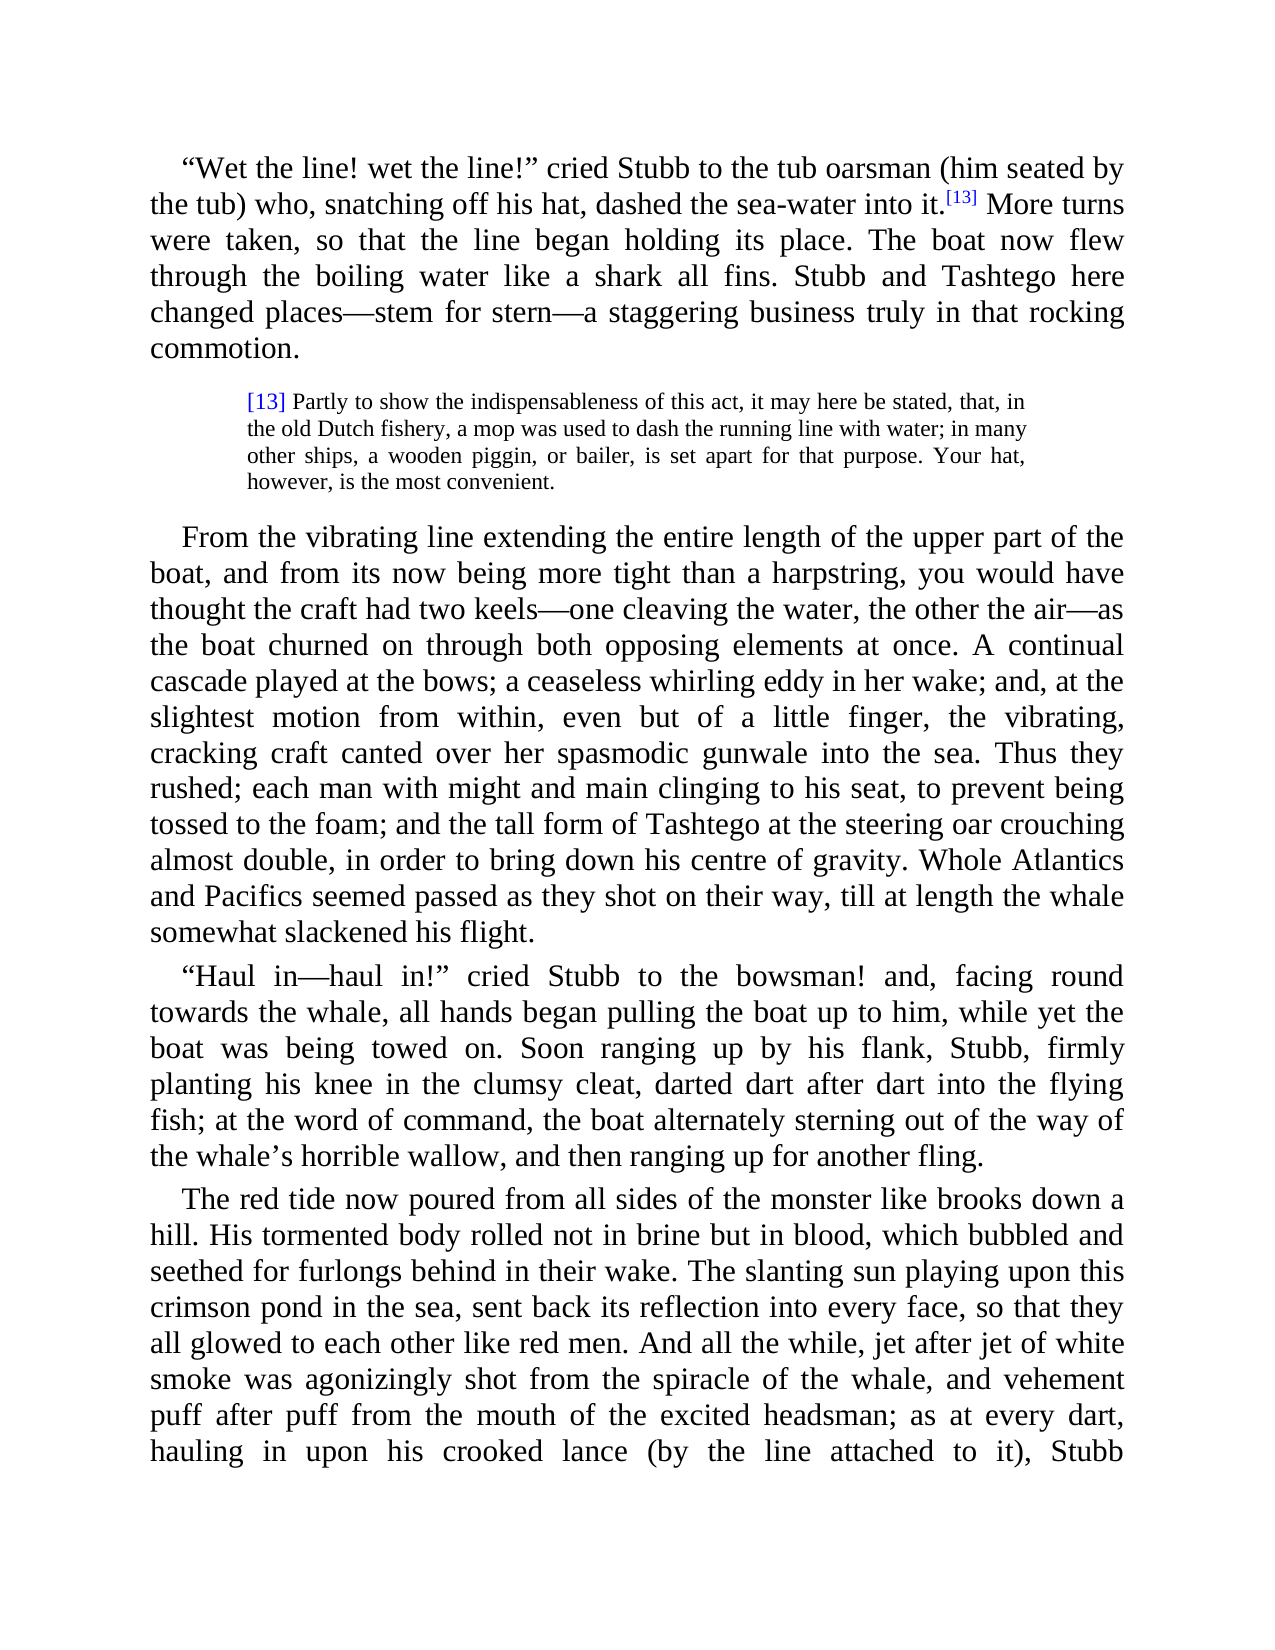 “Wet the line! wet the line!” cried Stubb to the tub oarsman (him seated by
the tub) who, snatching off his hat, dashed the sea-water into it.[13] More turns
were taken, so that the line began holding its place. The boat now flew
through the boiling water like a shark all fins. Stubb and Tashtego here
changed places—stem for stern—a staggering business truly in that rocking
commotion.
[13] Partly to show the indispensableness of this act, it may here be stated, that, in
the old Dutch fishery, a mop was used to dash the running line with water; in many
other ships, a wooden piggin, or bailer, is set apart for that purpose. Your hat,
however, is the most convenient.
From the vibrating line extending the entire length of the upper part of the
boat, and from its now being more tight than a harpstring, you would have
thought the craft had two keels—one cleaving the water, the other the air—as
the boat churned on through both opposing elements at once. A continual
cascade played at the bows; a ceaseless whirling eddy in her wake; and, at the
slightest motion from within, even but of a little finger, the vibrating,
cracking craft canted over her spasmodic gunwale into the sea. Thus they
rushed; each man with might and main clinging to his seat, to prevent being
tossed to the foam; and the tall form of Tashtego at the steering oar crouching
almost double, in order to bring down his centre of gravity. Whole Atlantics
and Pacifics seemed passed as they shot on their way, till at length the whale
somewhat slackened his flight.
“Haul in—haul in!” cried Stubb to the bowsman! and, facing round
towards the whale, all hands began pulling the boat up to him, while yet the
boat was being towed on. Soon ranging up by his flank, Stubb, firmly
planting his knee in the clumsy cleat, darted dart after dart into the flying
fish; at the word of command, the boat alternately sterning out of the way of
the whale’s horrible wallow, and then ranging up for another fling.
The red tide now poured from all sides of the monster like brooks down a
hill. His tormented body rolled not in brine but in blood, which bubbled and
seethed for furlongs behind in their wake. The slanting sun playing upon this
crimson pond in the sea, sent back its reflection into every face, so that they
all glowed to each other like red men. And all the while, jet after jet of white
smoke was agonizingly shot from the spiracle of the whale, and vehement
puff after puff from the mouth of the excited headsman; as at every dart,
hauling in upon his crooked lance (by the line attached to it), Stubb